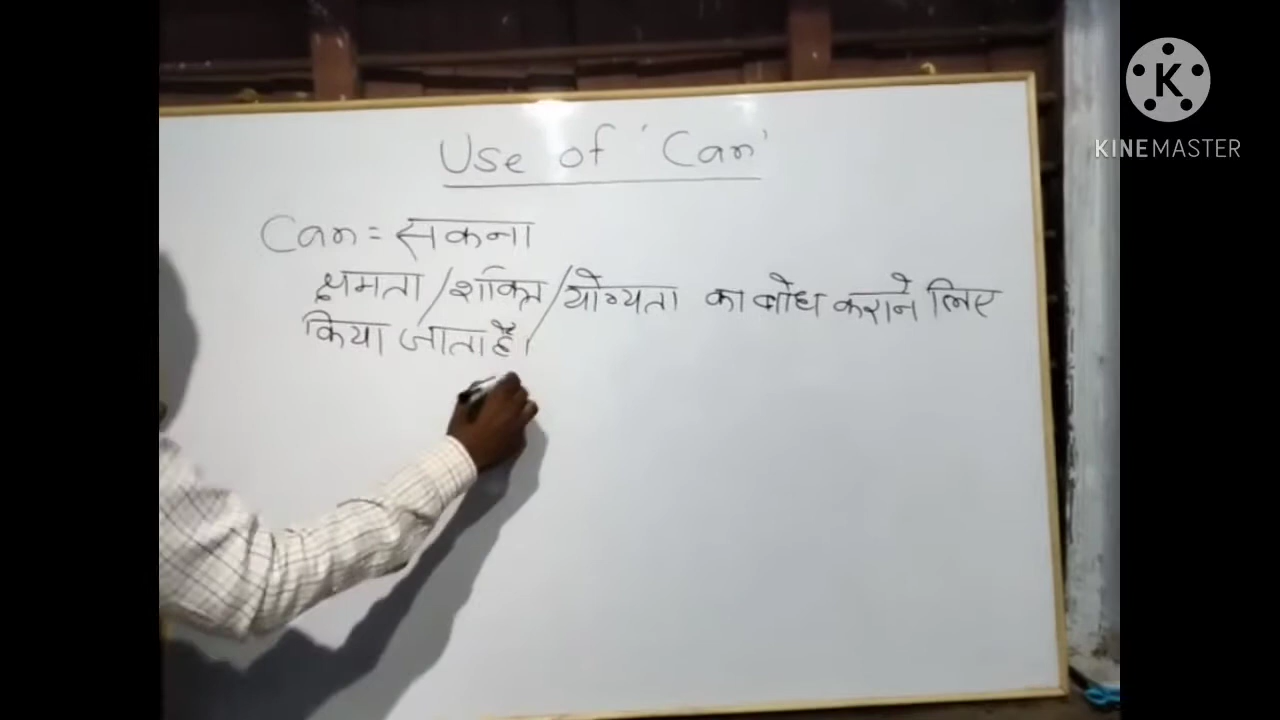 Use of 'Can'
Can = सकना
क्षमता / शक्ति / योग्यता का बोध कराने लिए
किया जाता है।
K
KINEMASTER